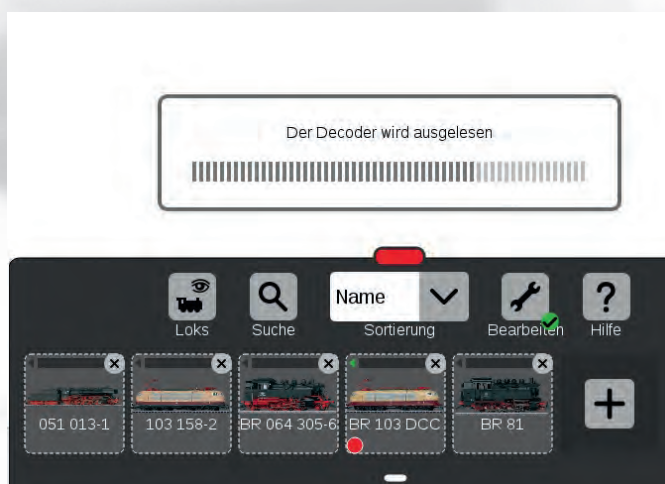 Der Decoder wird ausgelesen
Name
Loks
Suche
Sortierung
Bearbeiten
Hilfe
051 013-1
103 158-2
BR 064 305-6
BR 103 DCC
BR 81